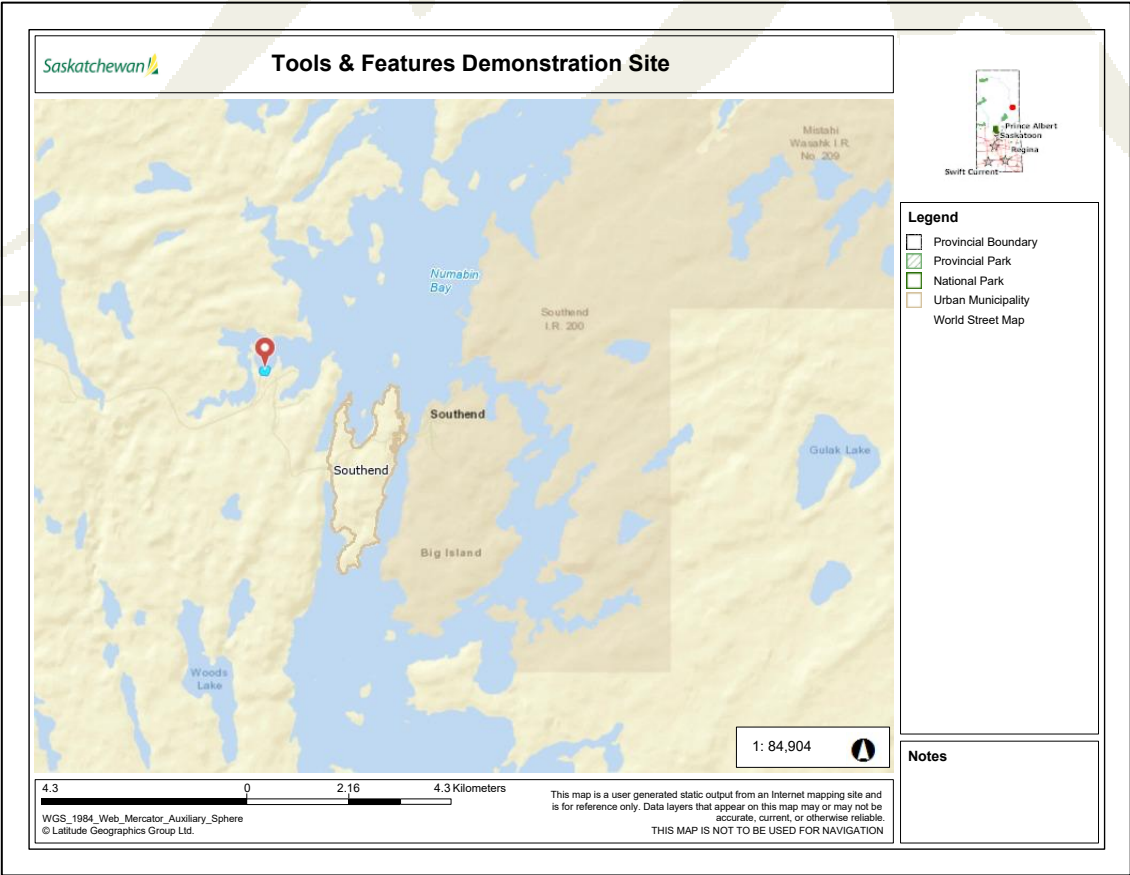 Saskatchewan
Tools & Features Demonstration Site
Mistahi
Wasahk I.R.
No. 209
Numabin
Bay
Southend
I.R. 200
Southend
Southend
Gulak Lake
Big Island
Woods
Lake
1: 84,904
Prince Albert
Saskatoon
Regina
Swift Current
Legend
Provincial Boundary
Provincial Park
National Park
Urban Municipality
World Street Map
Notes
4.3 0 2.16 4.3 Kilometers
WGS_1984_Web_Mercator_Auxiliary_Sphere
© Latitude Geographics Group Ltd.
This map is a user generated static output from an Internet mapping site and
is for reference only. Data layers that appear on this map may or may not be
accurate, current, or otherwise reliable.
THIS MAP IS NOT TO BE USED FOR NAVIGATION